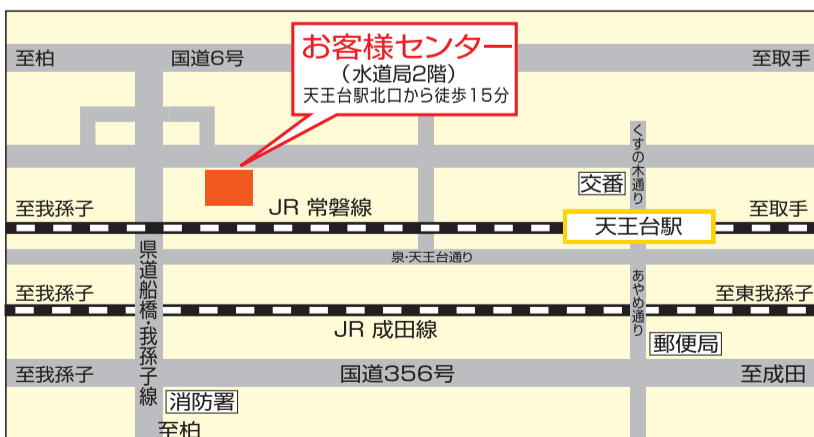 お客様センター
(水道局2階)
天王台駅北口から徒歩15分
至柏
国道6号
至取手
くすの木通り
交番
至我孫子
JR 常磐線
天王台駅
至取手
泉・天王台通り
県道船橋・我孫子線
あやめ通り
至我孫子
至東我孫子
JR 成田線
郵便局
至我孫子
国道356号
至成田
消防署
至柏